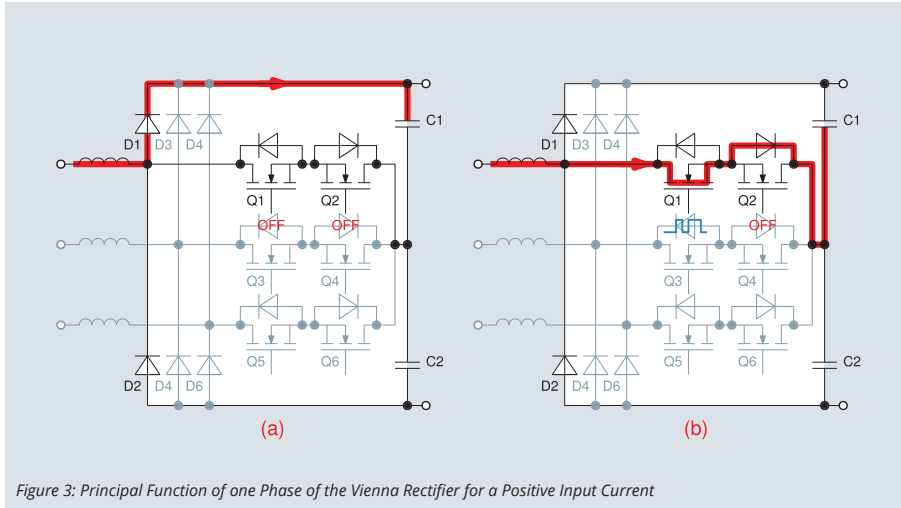 C1
D1 D3 D4
Q1 Q2
OFF OFF
Q3 Q4
Q5 Q6
C2
D2 D4 D6
(a)
C1
D1 D3 D4
Q1 Q2
OFF
Q3 Q4
Q5 Q6
C2
D2 D4 D6
(b)
Figure 3: Principal Function of one Phase of the Vienna Rectifier for a Positive Input Current